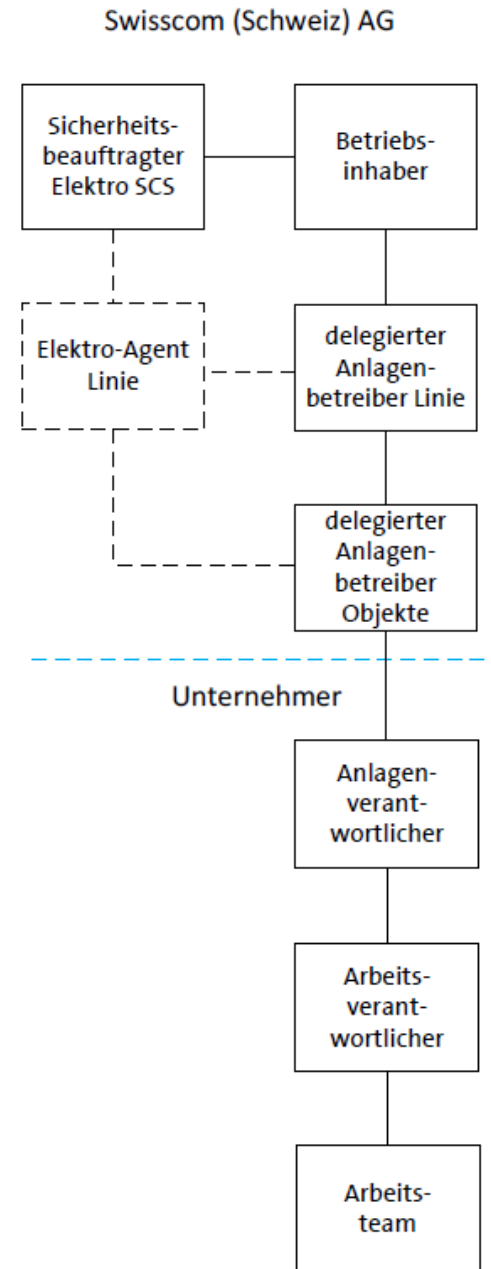 Swisscom (Schweiz) AG
Sicherheits-
beauftragter
Elektro SCS
Betriebs-
inhaber
Elektro-Agent
Linie
delegierter
Anlagen-
betreiber Linie
delegierter
Anlagen-
betreiber
Objekte
Unternehmer
Anlagen-
verant-
wortlicher
Arbeits-
verant-
wortlicher
Arbeits-
team